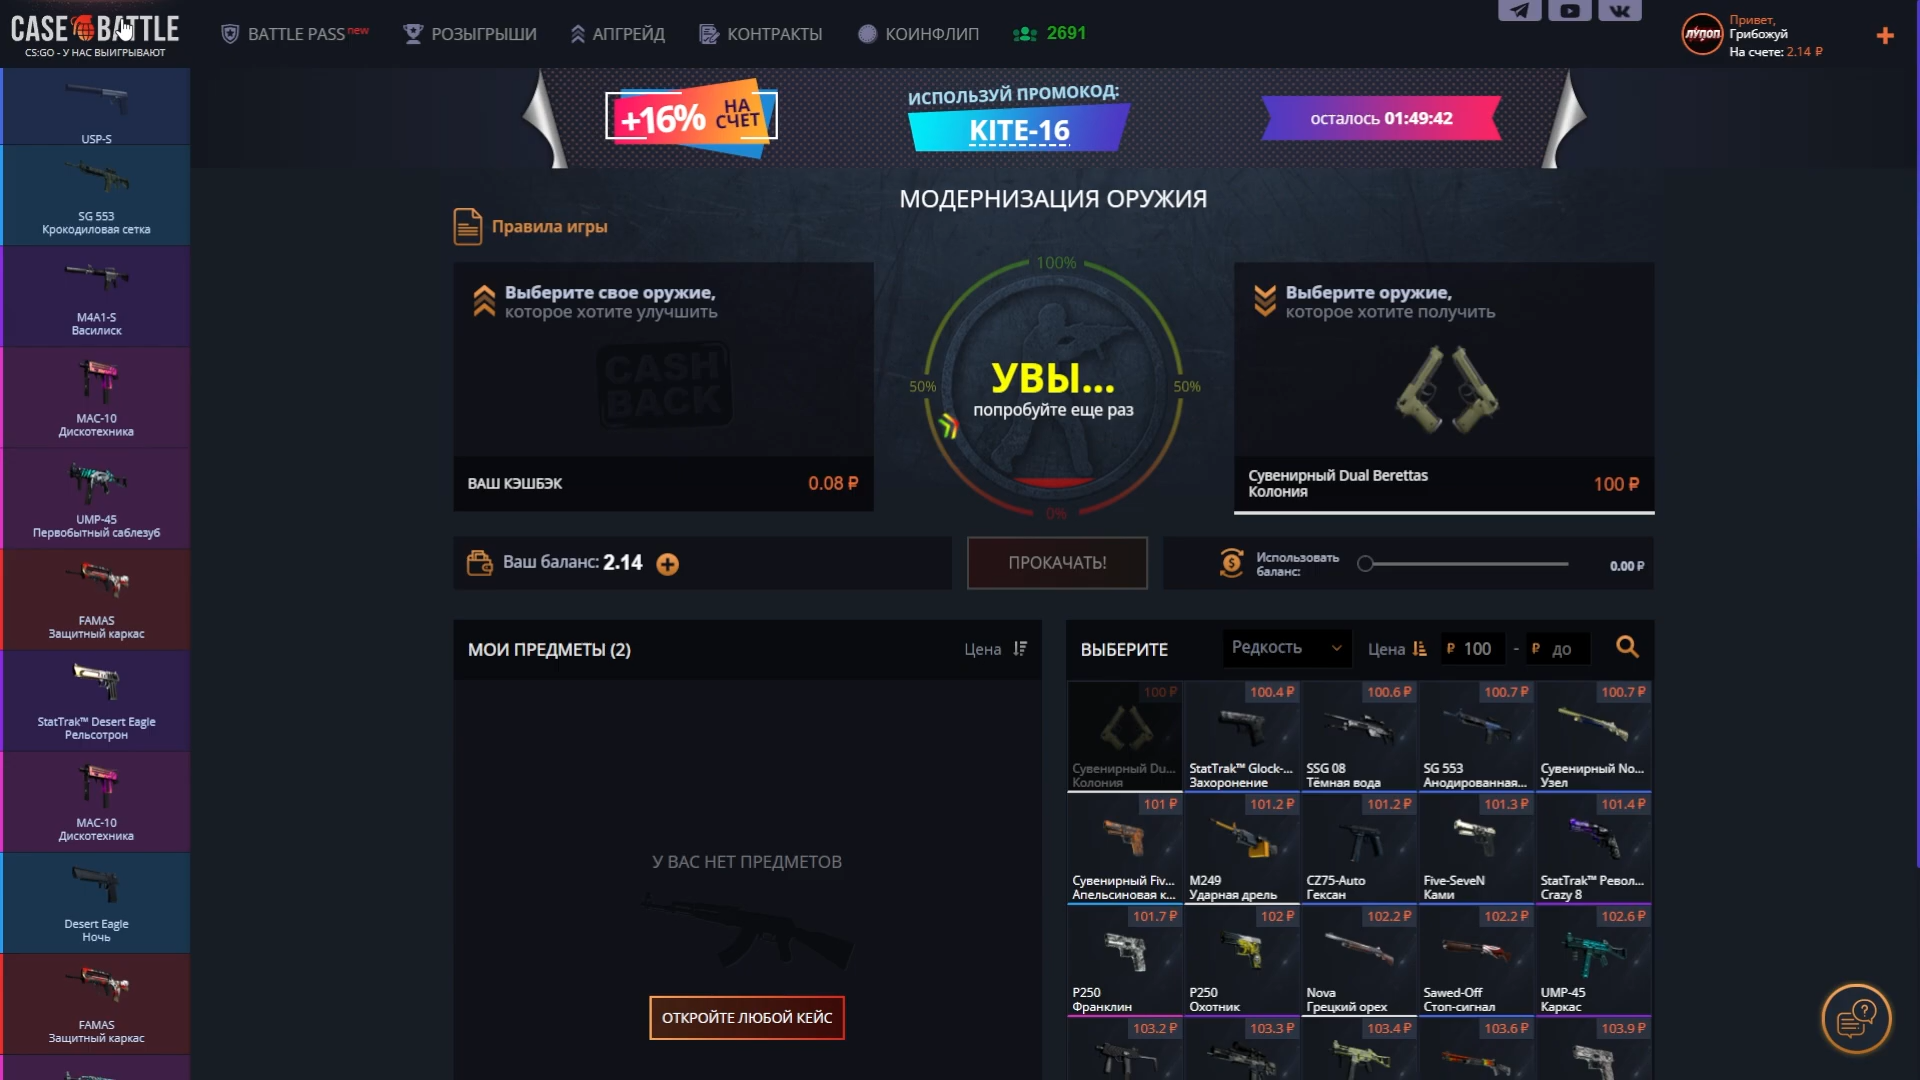 CASE BATTLE
CS:GO - У НАС ВЫИГРЫВАЮТ
BATTLE PASS new
РОЗЫГРЫШИ
АПГРЕЙД
КОНТРАКТЫ
КОИНФЛИП
2691
Привет,
Грибожуй
На счете: 2.14 ₽
+16% НА СЧЕТ
ИСПОЛЬЗУЙ ПРОМОКОД:
KITE-16
осталось 01:49:42
USP-S
SG 553
Крокодиловая сетка
M4A1-S
Василиск
MAC-10
Дискотехника
UMP-45
Первобытный саблезуб
FAMAS
Защитный каркас
StatTrak™ Desert Eagle
Рельсотрон
MAC-10
Дискотехника
Desert Eagle
Ночь
FAMAS
Защитный каркас
МОДЕРНИЗАЦИЯ ОРУЖИЯ
Правила игры
Выберите свое оружие,
которое хотите улучшить
CASH
BACK
ВАШ КЭШБЭК
0.08 ₽
100%
50%
50%
0%
УВЫ...
попробуйте еще раз
Выберите оружие,
которое хотите получить
Сувенирный Dual Berettas
Колония
100 ₽
Ваш баланс: 2.14
ПРОКАЧАТЬ!
Использовать
баланс:
0.00 ₽
МОИ ПРЕДМЕТЫ (2)
Цена
У ВАС НЕТ ПРЕДМЕТОВ
ОТКРОЙТЕ ЛЮБОЙ КЕЙС
ВЫБЕРИТЕ
Редкость
Цена
₽ 100 - ₽ до
100 ₽
Сувенирный Du...
Колония
100.4 ₽
StatTrak™ Glock-...
Захоронение
100.6 ₽
SSG 08
Тёмная вода
100.7 ₽
SG 553
Анодированная...
100.7 ₽
Сувенирный No...
Узел
101 ₽
Сувенирный Fiv...
Апельсиновая к...
101.2 ₽
M249
Ударная дрель
101.2 ₽
CZ75-Auto
Гексан
101.3 ₽
Five-SeveN
Ками
101.4 ₽
StatTrak™ Револ...
Crazy 8
101.7 ₽
P250
Франклин
102 ₽
P250
Охотник
102.2 ₽
Nova
Грецкий орех
102.2 ₽
Sawed-Off
Стоп-сигнал
102.6 ₽
UMP-45
Каркас
103.2 ₽
103.3 ₽
103.4 ₽
103.6 ₽
103.9 ₽